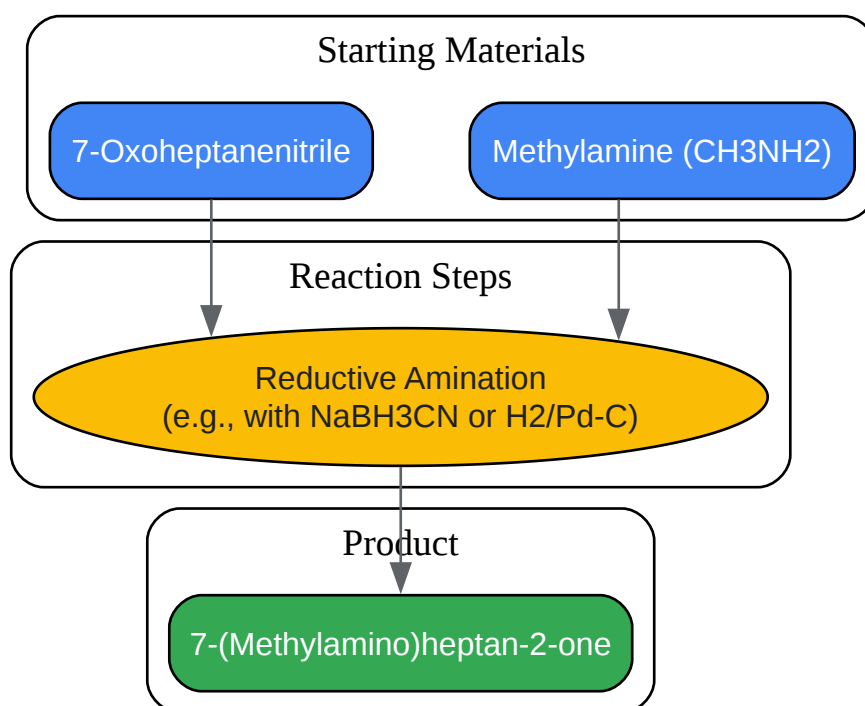 Starting Materials
7-Oxoheptanenitrile
Methylamine (CH3NH2)
Reaction Steps
Reductive Amination
(e.g., with NaBH3CN or H2/Pd-C)
Product
7-(Methylamino)heptan-2-one